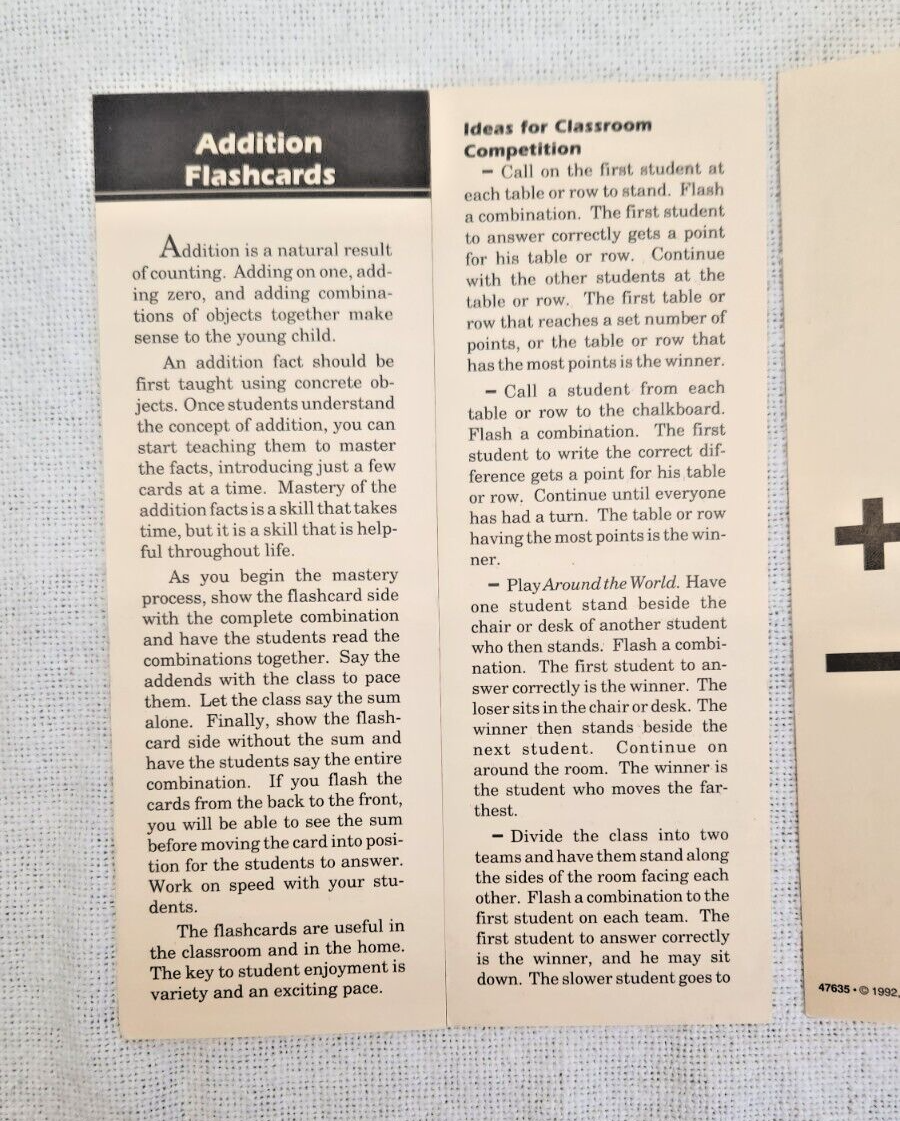 Addition
Flashcards
Addition is a natural result
of counting. Adding on one, add-
ing zero, and adding combina-
tions of objects together make
sense to the young child.
An addition fact should be
first taught using concrete ob-
jects. Once students understand
the concept of addition, you can
start teaching them to master
the facts, introducing just a few
cards at a time. Mastery of the
addition facts is a skill that takes
time, but it is a skill that is help-
ful throughout life.
As you begin the mastery
process, show the flashcard side
with the complete combination
and have the students read the
combinations together. Say the
addends with the class to pace
them. Let the class say the sum
alone. Finally, show the flash-
card side without the sum and
have the students say the entire
combination. If you flash the
cards from the back to the front,
you will be able to see the sum
before moving the card into posi-
tion for the students to answer.
Work on speed with your stu-
dents.
The flashcards are useful in
the classroom and in the home.
The key to student enjoyment is
variety and an exciting pace.
Ideas for Classroom
Competition
– Call on the first student at
each table or row to stand. Flash
a combination. The first student
to answer correctly gets a point
for his table or row. Continue
with the other students at the
table or row. The first table or
row that reaches a set number of
points, or the table or row that
has the most points is the winner.
– Call a student from each
table or row to the chalkboard.
Flash a combination. The first
student to write the correct dif-
ference gets a point for his table
or row. Continue until everyone
has had a turn. The table or row
having the most points is the win-
ner.
– Play Around the World. Have
one student stand beside the
chair or desk of another student
who then stands. Flash a combi-
nation. The first student to an-
swer correctly is the winner. The
loser sits in the chair or desk. The
winner then stands beside the
next student. Continue on
around the room. The winner is
the student who moves the far-
thest.
– Divide the class into two
teams and have them stand along
the sides of the room facing each
other. Flash a combination to the
first student on each team. The
first student to answer correctly
is the winner, and he may sit
down. The slower student goes to
+
47635 • © 1992,